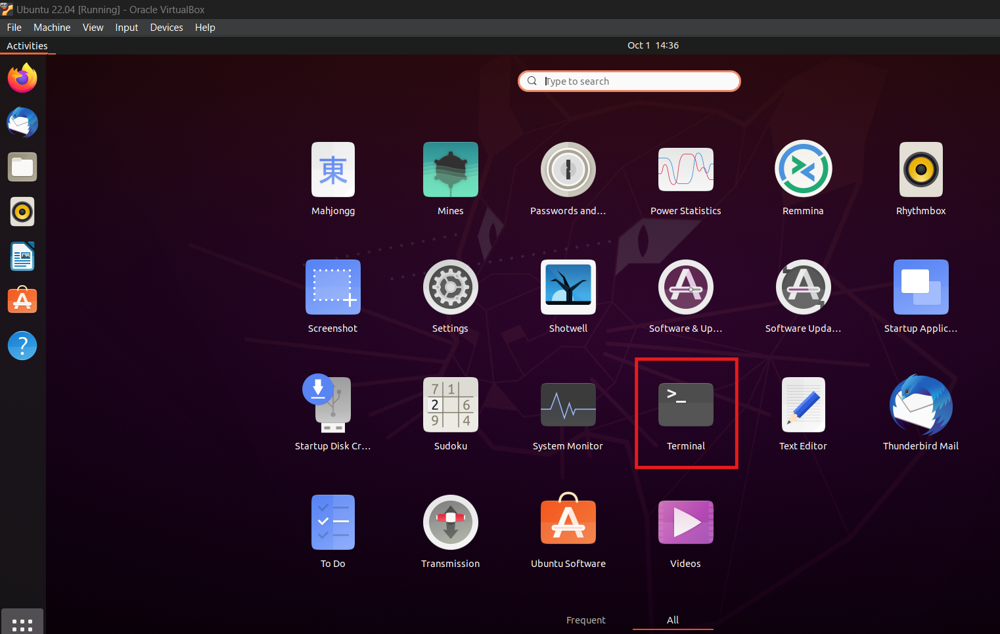 Ubuntu 22.04 [Running] - Oracle VirtualBox
File Machine View Input Devices Help
Activities
Oct 1 14:36
Type to search
東
Mahjongg
Mines
Passwords and...
Power Statistics
Remmina
Rhythmbox
Screenshot
Settings
Shotwell
Software & Up...
Software Upda...
Startup Applic...
?
7 1
2 6
9 4
>_
Startup Disk Cr...
Sudoku
System Monitor
Terminal
Text Editor
Thunderbird Mail
To Do
Transmission
Ubuntu Software
Videos
Frequent All